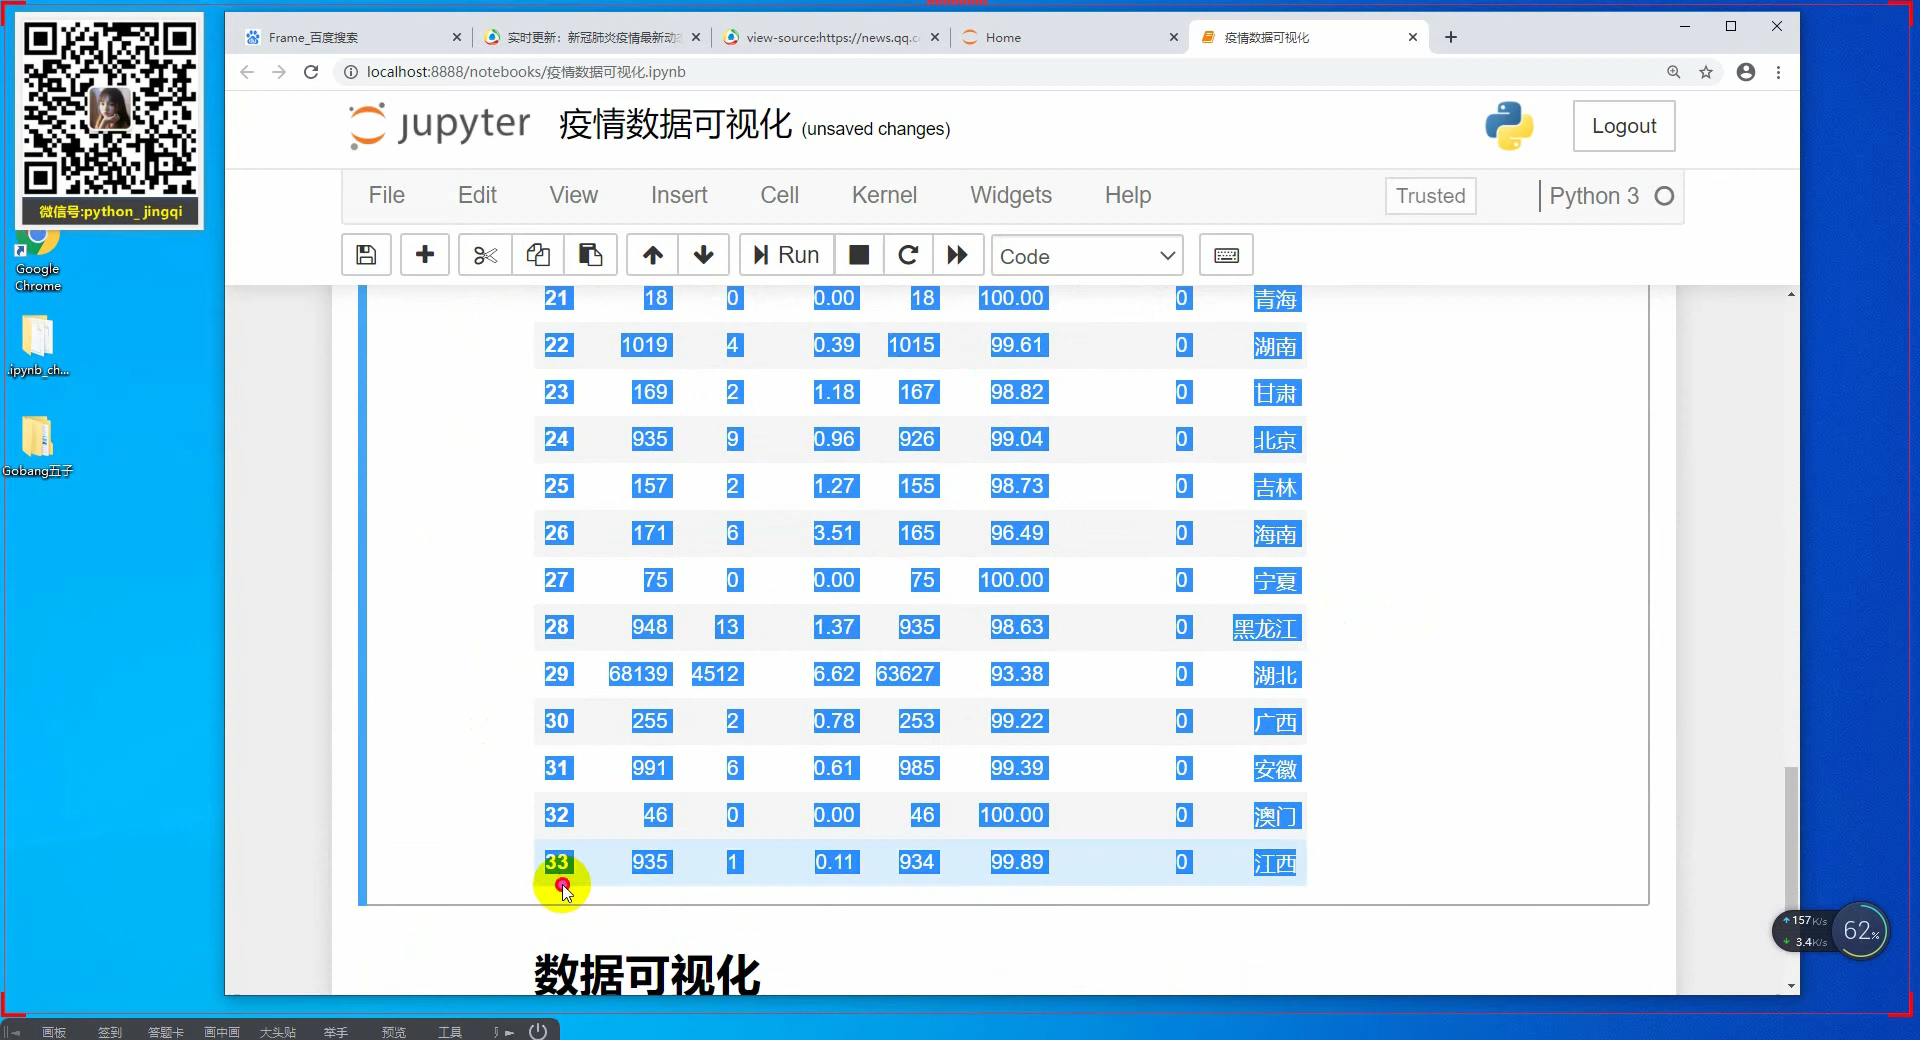 Frame_百度搜索
实时更新：新冠肺炎疫情最新动态
view-source:https://news.qq.c
Home
疫情数据可视化
localhost:8888/notebooks/疫情数据可视化.ipynb
jupyter 疫情数据可视化 (unsaved changes)
Logout
File Edit View Insert Cell Kernel Widgets Help
Trusted
Python 3
Run
Code
微信号:python_ jingqi
Google
Chrome
.ipynb_ch...
Gobang五子
21 18 0 0.00 18 100.00 0 青海
22 1019 4 0.39 1015 99.61 0 湖南
23 169 2 1.18 167 98.82 0 甘肃
24 935 9 0.96 926 99.04 0 北京
25 157 2 1.27 155 98.73 0 吉林
26 171 6 3.51 165 96.49 0 海南
27 75 0 0.00 75 100.00 0 宁夏
28 948 13 1.37 935 98.63 0 黑龙江
29 68139 4512 6.62 63627 93.38 0 湖北
30 255 2 0.78 253 99.22 0 广西
31 991 6 0.61 985 99.39 0 安徽
32 46 0 0.00 46 100.00 0 澳门
33 935 1 0.11 934 99.89 0 江西
数据可视化
157K/s
3.4K/s
62%
画板 签到 答题卡 画中画 大头贴 举手 预览 工具